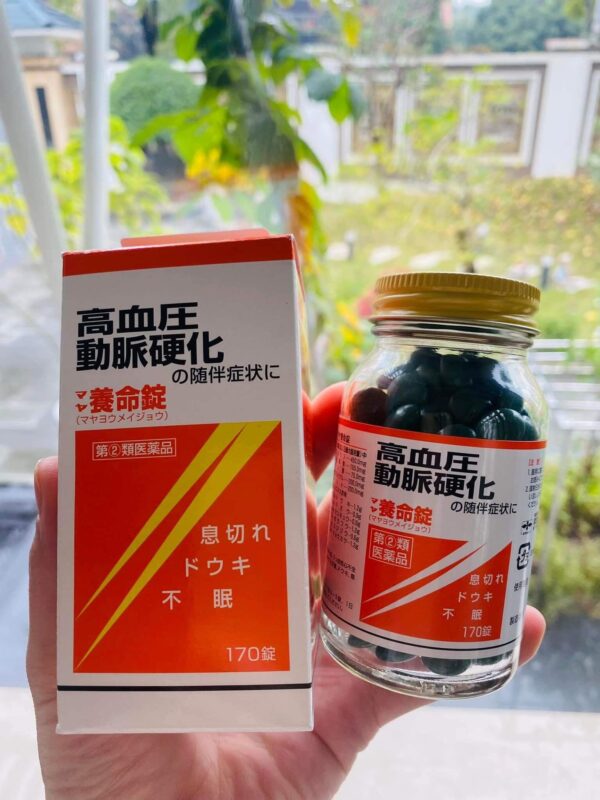 高血圧
動脈硬化
の随伴症状に
マヤ養命錠
(マヤヨウメイジョウ)
第②類医薬品
息切れ
ドウキ
不眠
170錠
高血圧
動脈硬化
の随伴症状に
マヤ養命錠
(マヤヨウメイジョウ)
第②類
医薬品
息切れ
ドウキ
不眠
170錠